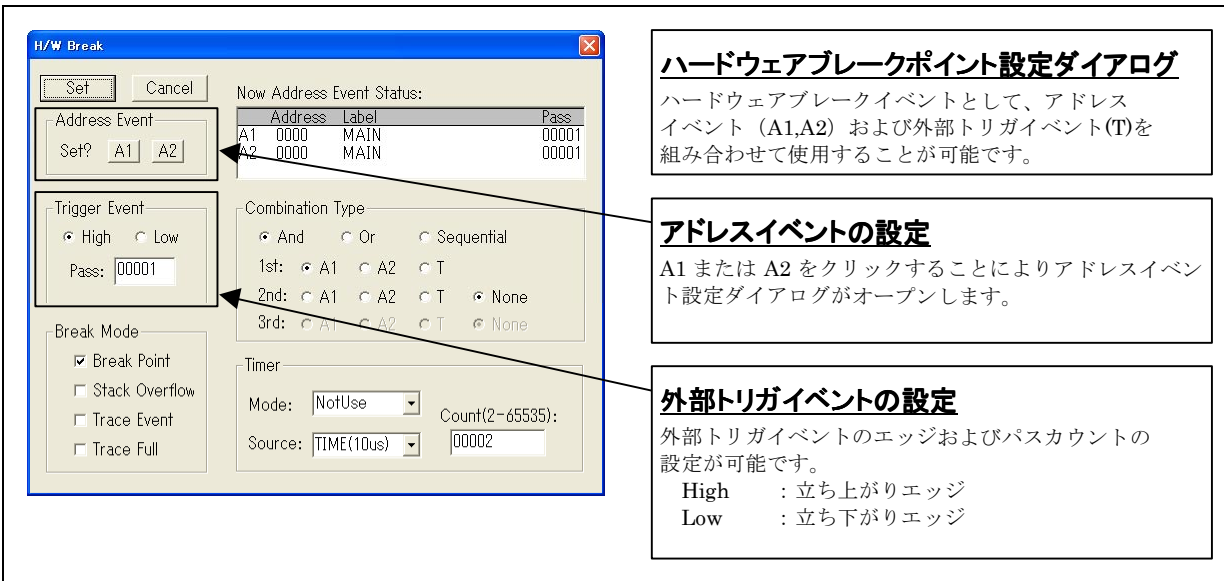 H/W Break
Set Cancel
Address Event
Set? A1 A2
Now Address Event Status:
Address Label Pass
A1 0000 MAIN 00001
A2 0000 MAIN 00001
Trigger Event
High Low
Pass: 00001
Combination Type
And Or Sequential
1st: A1 A2 T
2nd: A1 A2 T None
3rd: A1 A2 T None
Break Mode
Break Point
Stack Overflow
Trace Event
Trace Full
Timer
Mode: NotUse
Count(2-65535):
Source: TIME(10us) 00002
ハードウェアブレークポイント設定ダイアログ
ハードウェアブレークイベントとして、アドレス
イベント（A1,A2）および外部トリガイベント(T)を
組み合わせて使用することが可能です。
アドレスイベントの設定
A1 または A2 をクリックすることによりアドレスイベン
ト設定ダイアログがオープンします。
外部トリガイベントの設定
外部トリガイベントのエッジおよびパスカウントの
設定が可能です。
High ：立ち上がりエッジ
Low ：立ち下がりエッジ